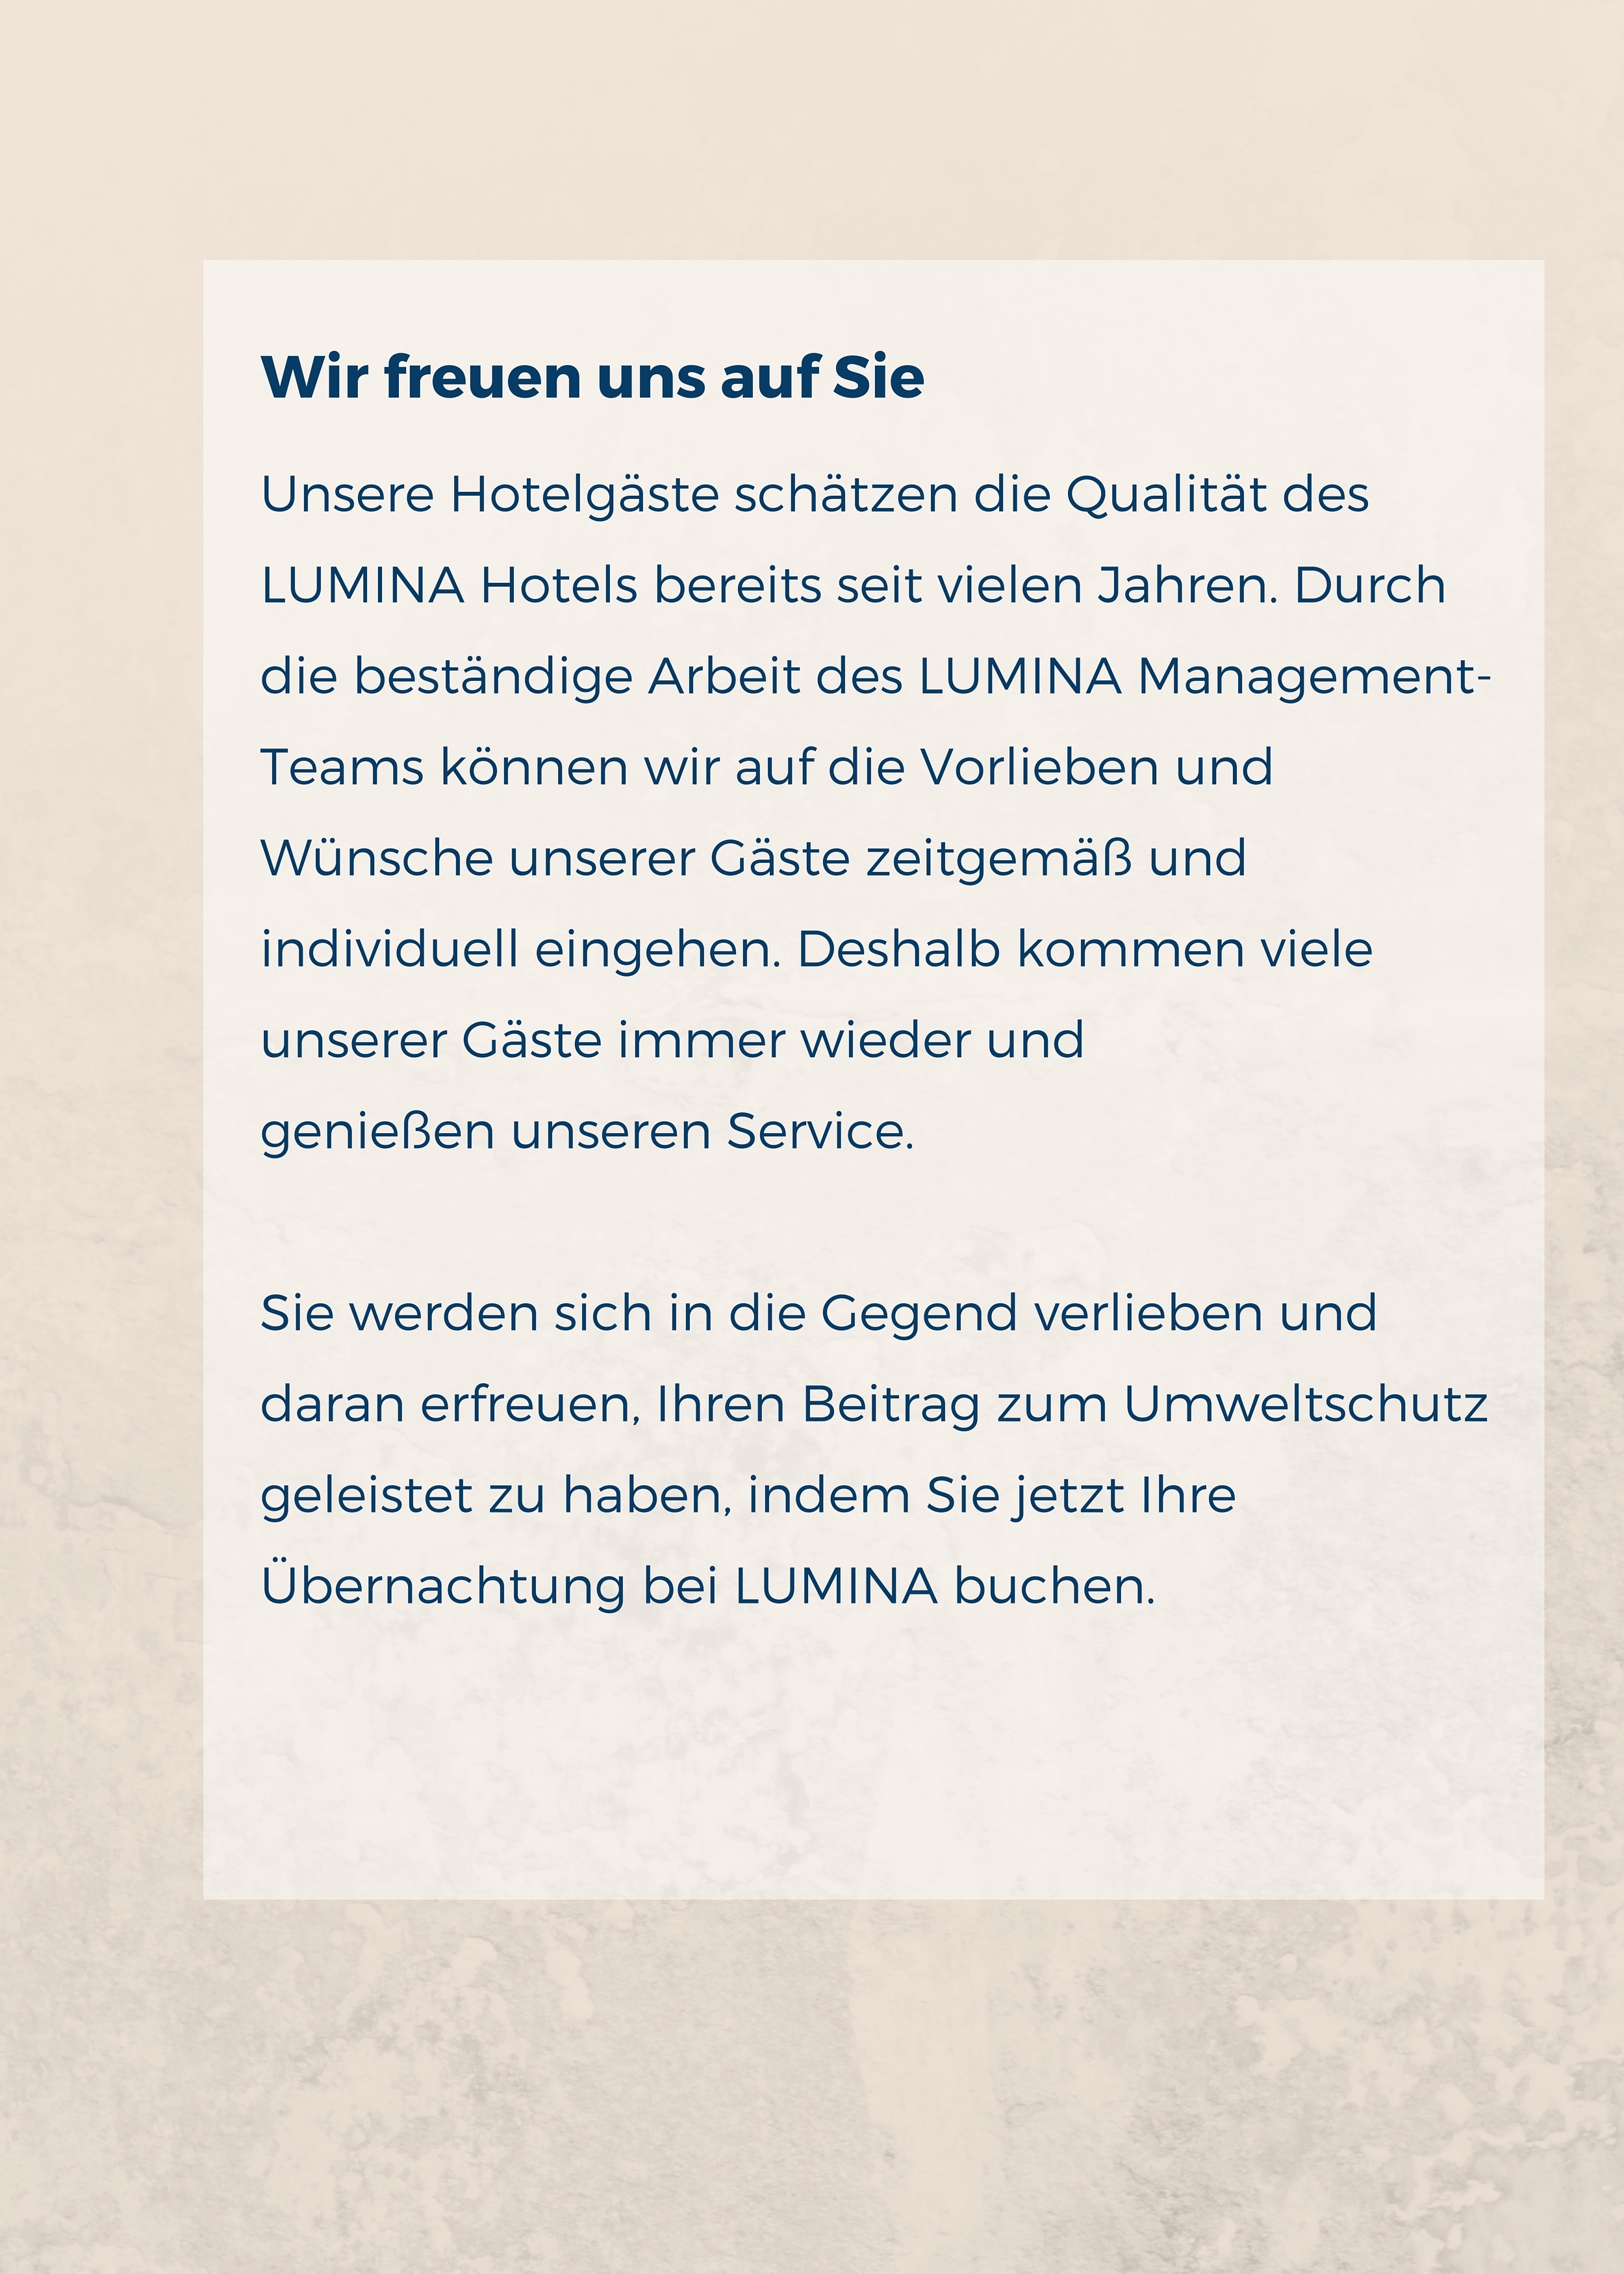 Wir freuen uns auf Sie
Unsere Hotelgäste schätzen die Qualität des
LUMINA Hotels bereits seit vielen Jahren. Durch
die beständige Arbeit des LUMINA Management-
Teams können wir auf die Vorlieben und
Wünsche unserer Gäste zeitgemäß und
individuell eingehen. Deshalb kommen viele
unserer Gäste immer wieder und
genießen unseren Service.
Sie werden sich in die Gegend verlieben und
daran erfreuen, Ihren Beitrag zum Umweltschutz
geleistet zu haben, indem Sie jetzt Ihre
Übernachtung bei LUMINA buchen.